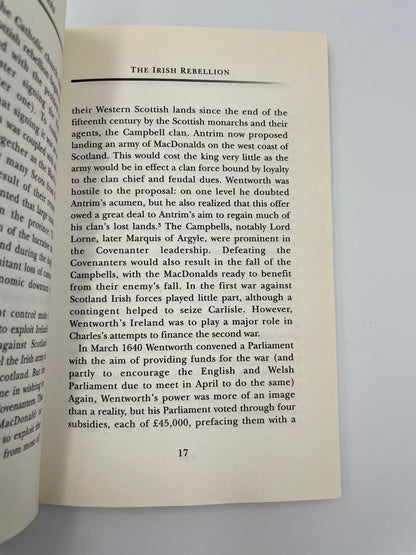 THE IRISH REBELLION
their Western Scottish lands since the end of the
fifteenth century by the Scottish monarchs and their
agents, the Campbell clan. Antrim now proposed
landing an army of MacDonalds on the west coast of
Scotland. This would cost the king very little as the
army would be in effect a clan force bound by loyalty
to the clan chief and feudal dues. Wentworth was
hostile to the proposal: on one level he doubted
Antrim's acumen, but he also realised that this offer
owed a great deal to Antrim's aim to regain much of
his clan's lost lands.⁵ The Campbells, notably Lord
Lorne, later Marquis of Argyle, were prominent in
the Covenanter leadership. Defeating the
Covenanters would also result in the fall of the
Campbells, with the MacDonalds ready to benefit
from their enemy's fall. In the first war against
Scotland Irish forces played little part, although a
contingent helped to seize Carlisle. However,
Wentworth's Ireland was to play a major role in
Charles's attempts to finance the second war.
In March 1640 Wentworth convened a Parliament
with the aim of providing funds for the war (and
partly to encourage the English and Welsh
Parliament due to meet in April to do the same)
Again, Wentworth's power was more of an image
than a reality, but his Parliament voted through four
subsidies, each of £45,000, prefacing them with a
17